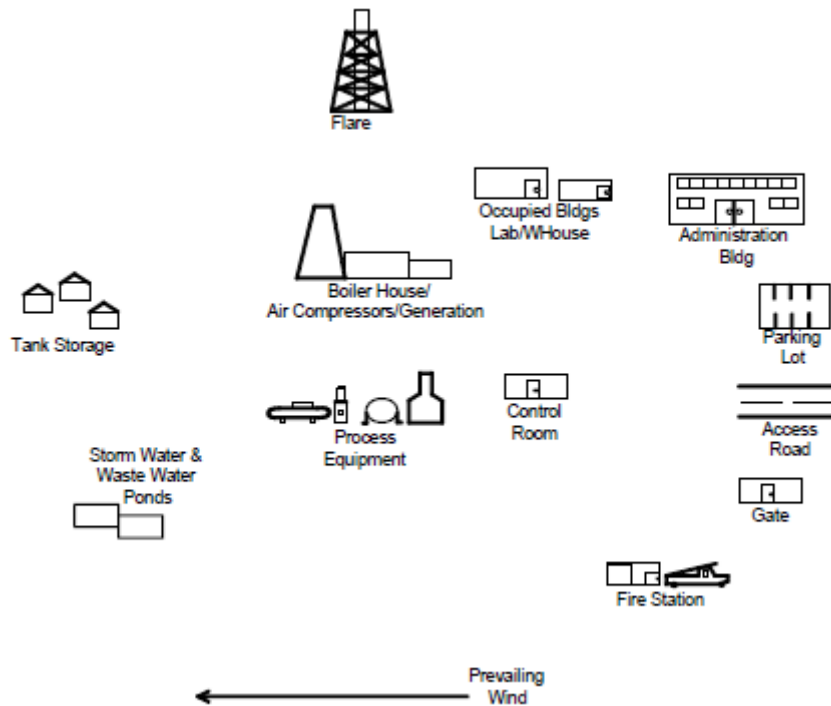 Flare
Occupied Bldgs
Lab/WHouse
Administration
Bldg
Boiler House/
Air Compressors/Generation
Tank Storage
Parking
Lot
Process
Equipment
Control
Room
Access
Road
Storm Water &
Waste Water
Ponds
Gate
Fire Station
Prevailing
Wind